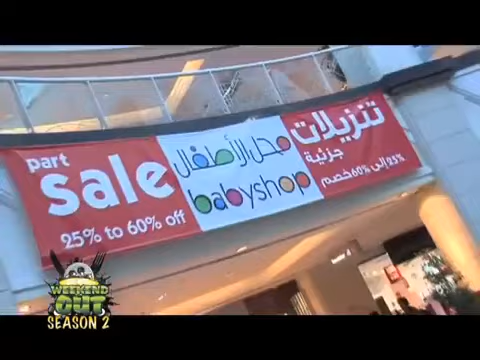 part
sale
25% to 60% off
محل الأطفال
babyshop
تنزيلات
جزئية
25% إلى 60% خصم
WEEKEND
OUT
SEASON 2